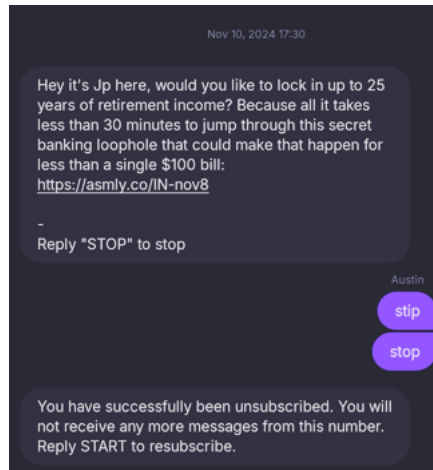 Nov 10, 2024 17:30
Hey it's Jp here, would you like to lock in up to 25
years of retirement income? Because all it takes
less than 30 minutes to jump through this secret
banking loophole that could make that happen for
less than a single $100 bill:
https://asmly.co/IN-nov8
-
Reply "STOP" to stop
Austin
stip
stop
You have successfully been unsubscribed. You will
not receive any more messages from this number.
Reply START to resubscribe.